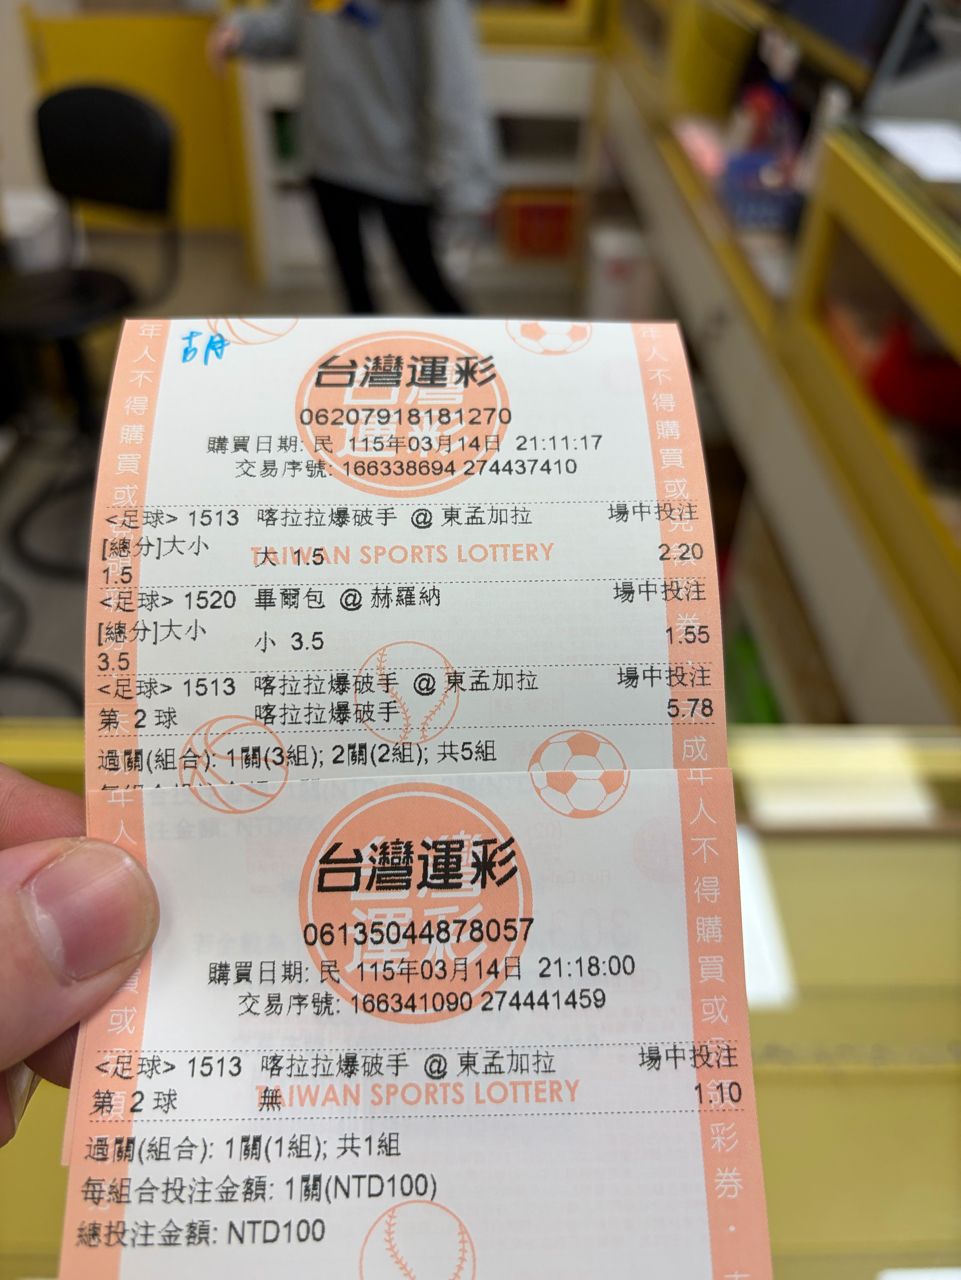 胡
台灣運彩
06207918181270
購買日期: 民 115年03月14日 21:11:17
交易序號: 166338694 274437410
<足球> 1513 喀拉拉爆破手 @ 東孟加拉 場中投注
[總分]大小 大 1.5 2.20
1.5
TAIWAN SPORTS LOTTERY
<足球> 1520 畢爾包 @ 赫羅納 場中投注
[總分]大小 小 3.5 1.55
3.5
<足球> 1513 喀拉拉爆破手 @ 東孟加拉 場中投注
第 2 球 喀拉拉爆破手 5.78
過關(組合): 1關(3組); 2關(2組); 共5組
台灣運彩
06135044878057
購買日期: 民 115年03月14日 21:18:00
交易序號: 166341090 274441459
<足球> 1513 喀拉拉爆破手 @ 東孟加拉 場中投注
第 2 球 無 1.10
TAIWAN SPORTS LOTTERY
過關(組合): 1關(1組); 共1組
每組合投注金額: 1關(NTD100)
總投注金額: NTD100
年人不得購買或
成年人不得購買或